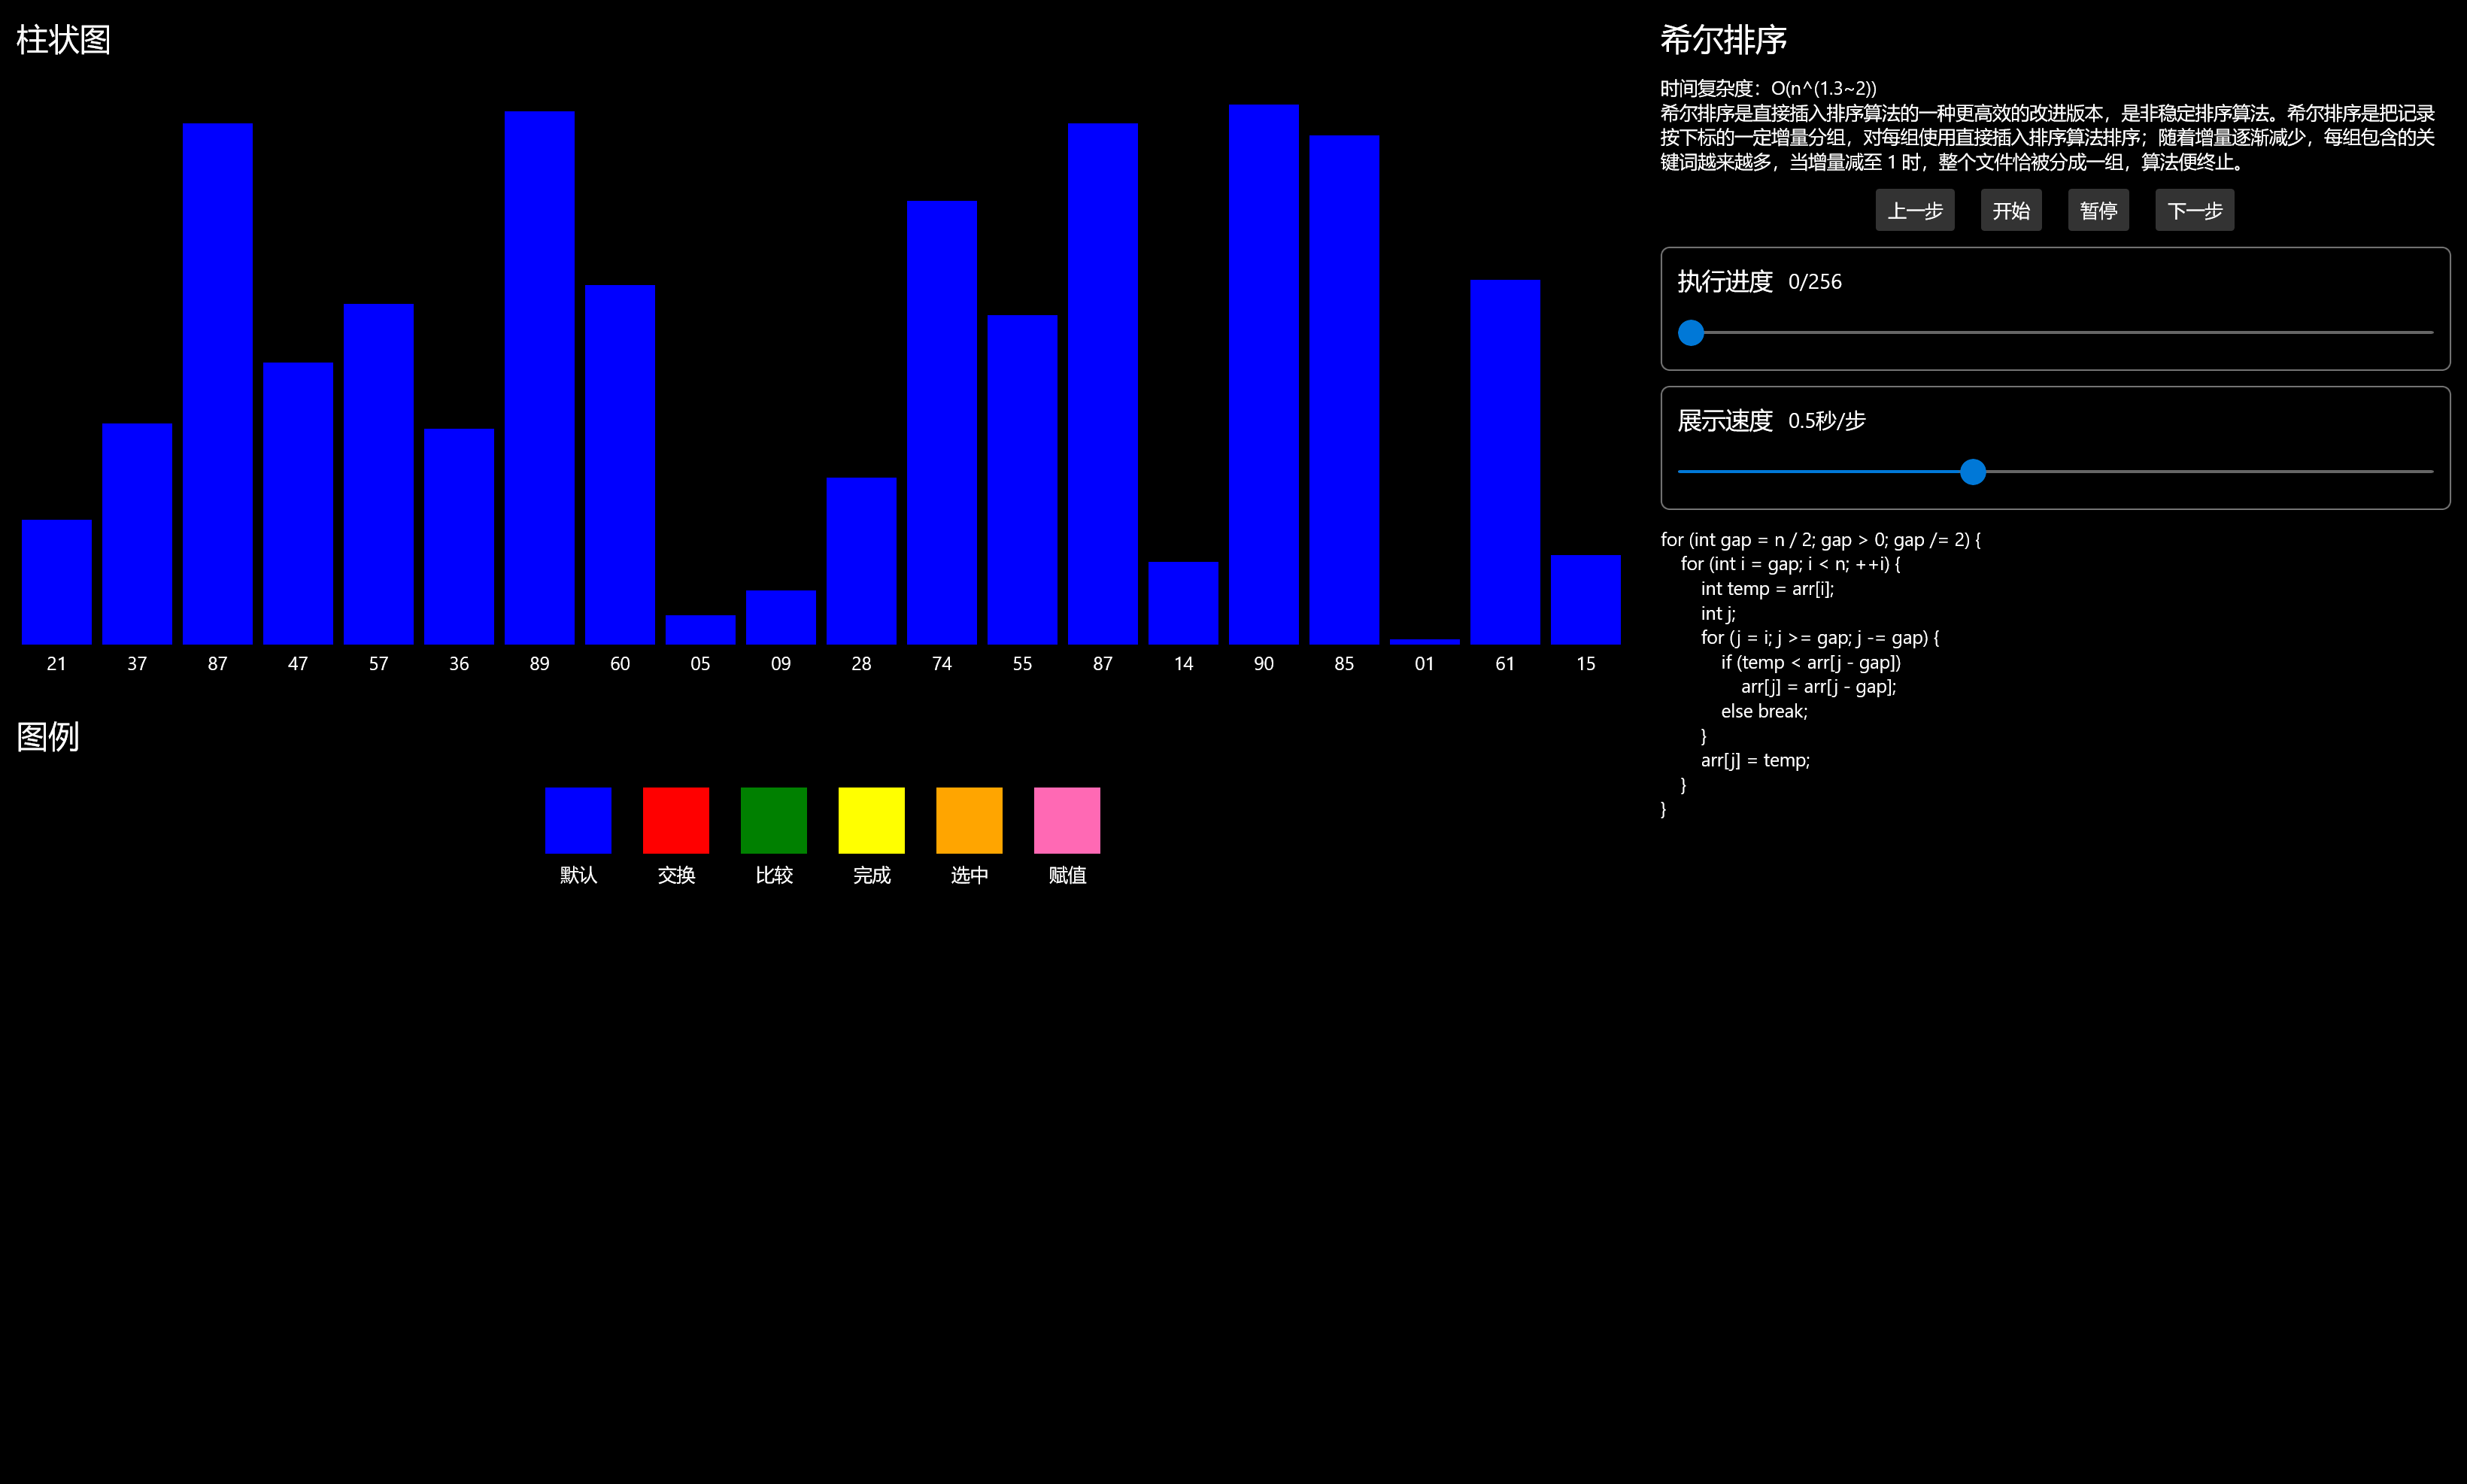 柱状图
21 37 87 47 57 36 89 60 05 09 28 74 55 87 14 90 85 01 61 15
图例
默认 交换 比较 完成 选中 赋值
希尔排序
时间复杂度：O(n^(1.3~2))
希尔排序是直接插入排序算法的一种更高效的改进版本，是非稳定排序算法。希尔排序是把记录
按下标的一定增量分组，对每组使用直接插入排序算法排序；随着增量逐渐减少，每组包含的关
键词越来越多，当增量减至 1 时，整个文件恰被分成一组，算法便终止。
上一步 开始 暂停 下一步
执行进度 0/256
展示速度 0.5秒/步
for (int gap = n / 2; gap > 0; gap /= 2) {
    for (int i = gap; i < n; ++i) {
        int temp = arr[i];
        int j;
        for (j = i; j >= gap; j -= gap) {
            if (temp < arr[j - gap])
                arr[j] = arr[j - gap];
            else break;
        }
        arr[j] = temp;
    }
}